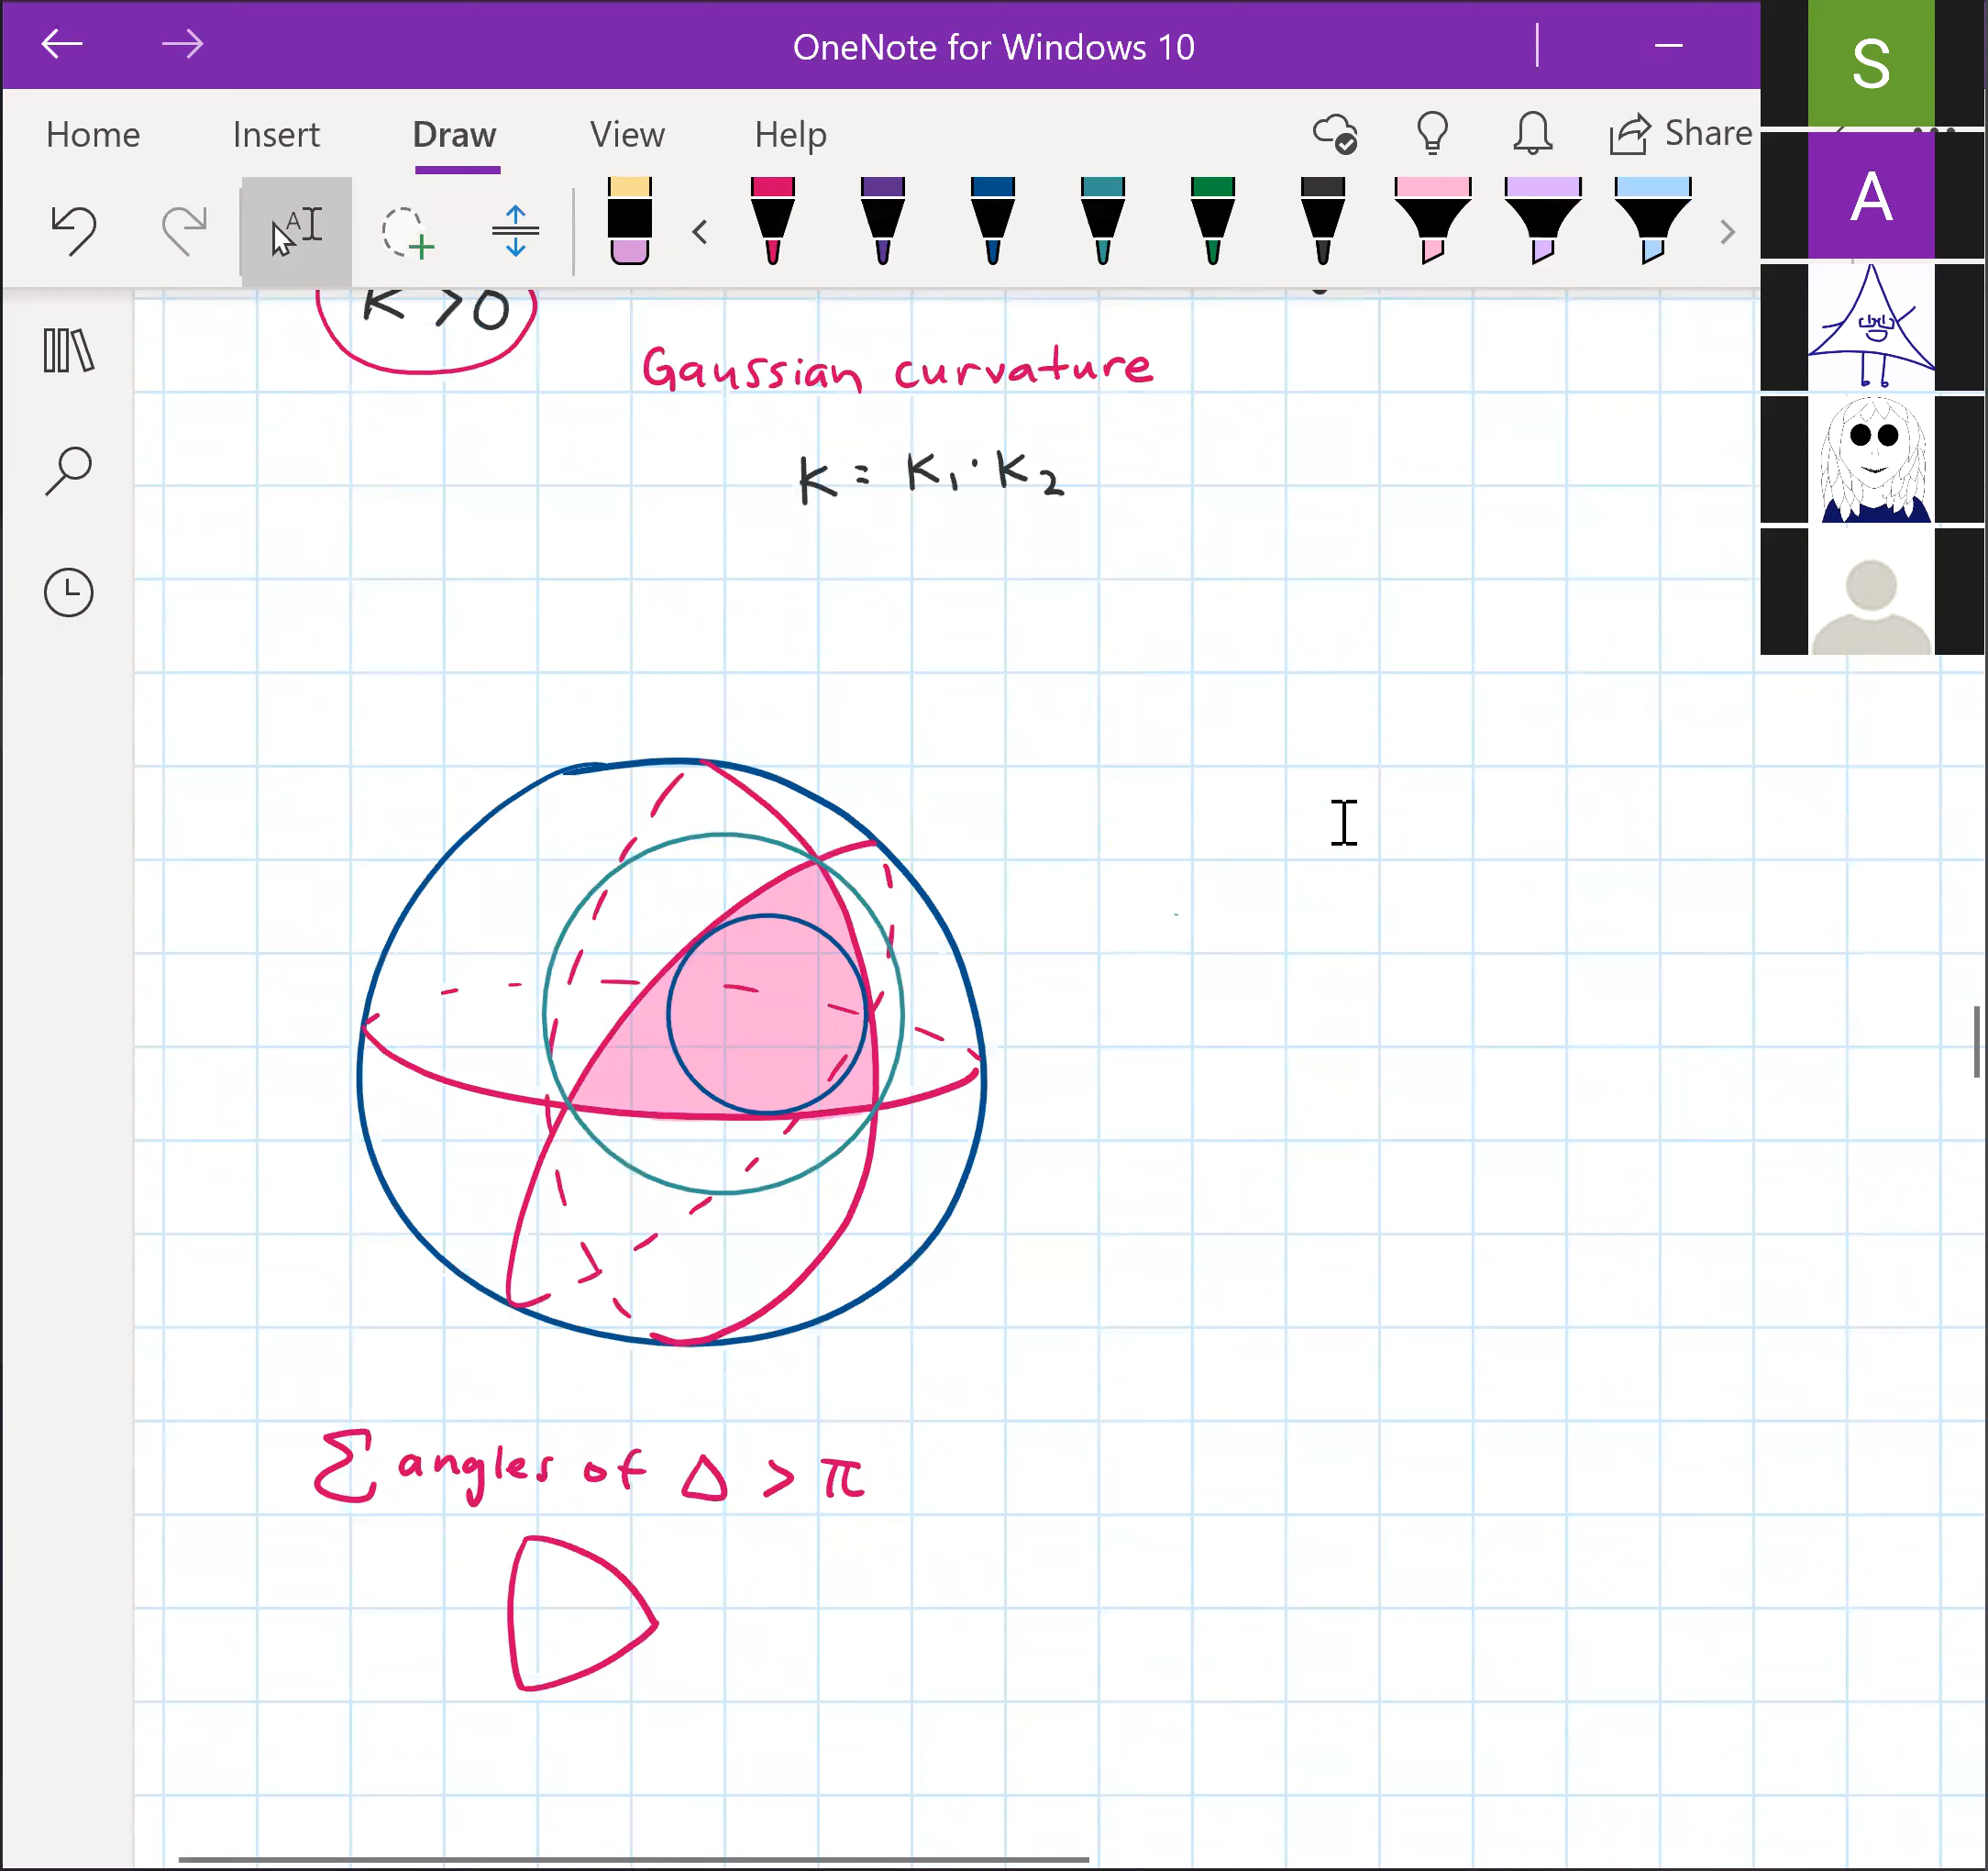 OneNote for Windows 10
S
Home Insert Draw View Help Share
A
K > 0
Gaussian curvature
K = K₁ · K₂
Σ angles of Δ > π